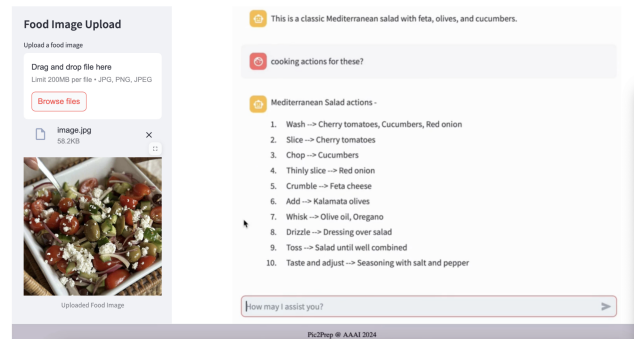 Food Image Upload
Upload a food image
Drag and drop file here
Limit 200MB per file • JPG, PNG, JPEG
Browse files
image.jpg
58.2KB
Uploaded Food Image
This is a classic Mediterranean salad with feta, olives, and cucumbers.
cooking actions for these?
Mediterranean Salad actions -
1. Wash --> Cherry tomatoes, Cucumbers, Red onion
2. Slice --> Cherry tomatoes
3. Chop --> Cucumbers
4. Thinly slice --> Red onion
5. Crumble --> Feta cheese
6. Add --> Kalamata olives
7. Whisk --> Olive oil, Oregano
8. Drizzle --> Dressing over salad
9. Toss --> Salad until well combined
10. Taste and adjust --> Seasoning with salt and pepper
How may I assist you?
Pic2Prep @ AAAI 2024